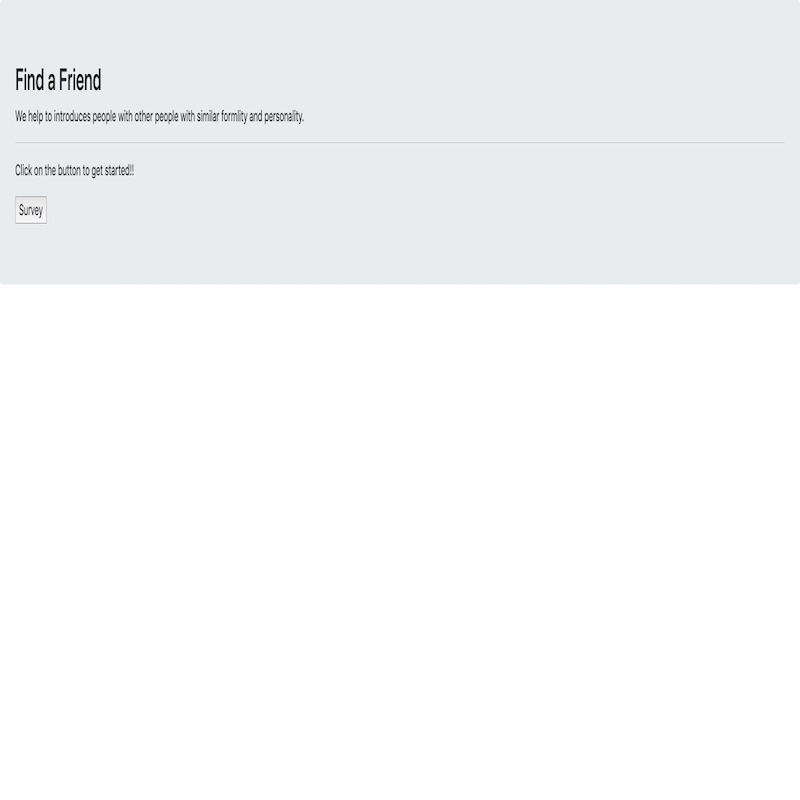 Find a Friend
We help to introduces people with other people with similar formlity and personality.
Click on the button to get started!!
Survey